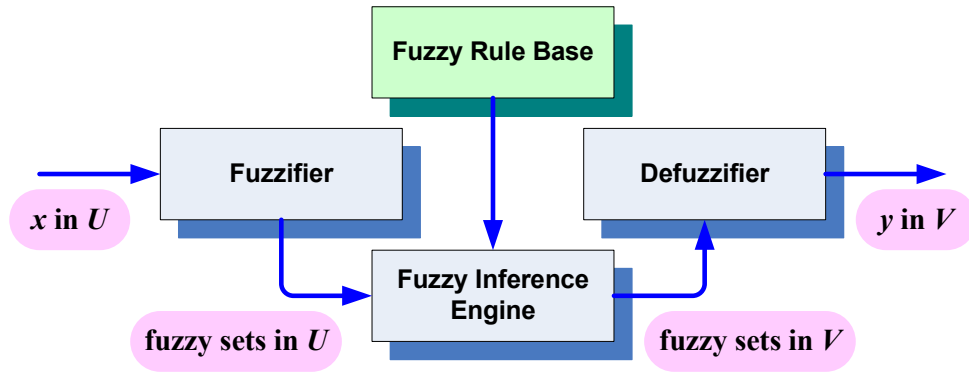 Fuzzy Rule Base
Fuzzifier
Defuzzifier
x in U
y in V
Fuzzy Inference
Engine
fuzzy sets in U
fuzzy sets in V